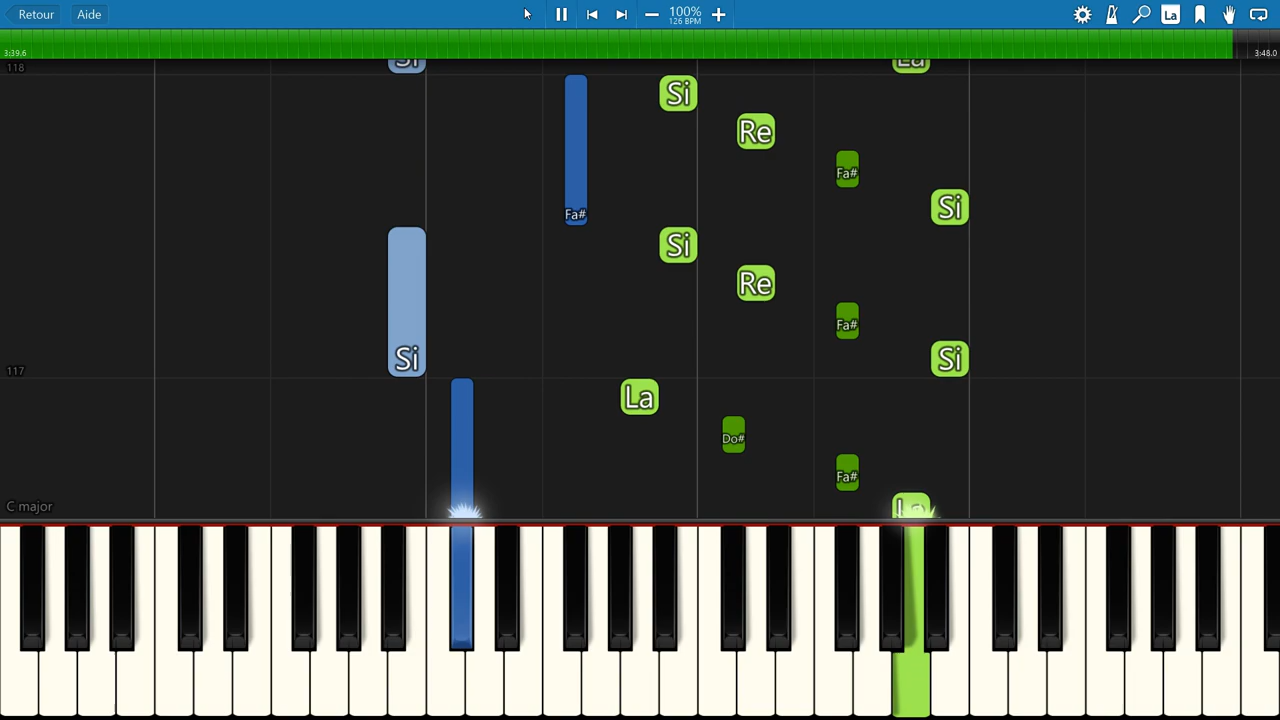 Retour Aide 100% La
126 BPM
3:39.6 3:48.0
118 Si La
Si
Re
Fa#
Si
Fa#
Si
Re
Fa#
Si Si
117
La
Do#
Fa#
La
C major